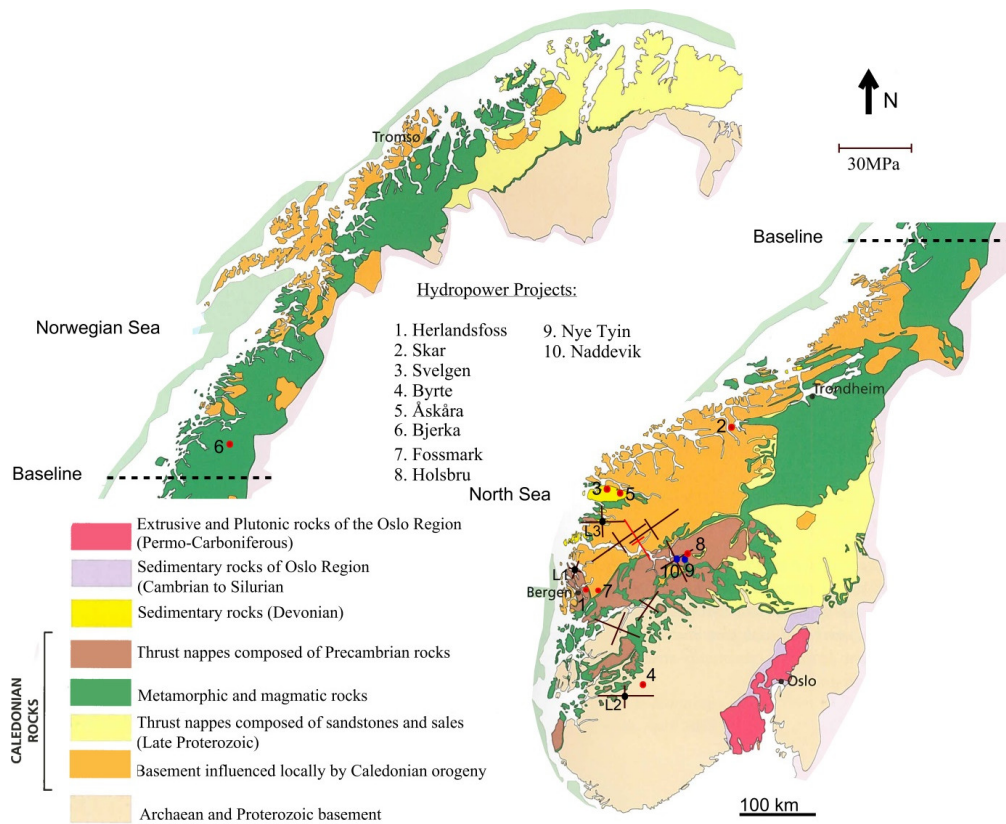 Tromsø
N
30MPa
Baseline
Norwegian Sea
Hydropower Projects:
1. Herlandsfoss
2. Skar
3. Svelgen
4. Byrte
5. Åskåra
6. Bjerka
7. Fossmark
8. Holsbru
9. Nye Tyin
10. Naddevik
Trondheim
6
2
Baseline
North Sea
3
5
L3
8
10 9
L1
Bergen
1
7
4
L2
Oslo
100 km
Extrusive and Plutonic rocks of the Oslo Region
(Permo-Carboniferous)
Sedimentary rocks of Oslo Region
(Cambrian to Silurian
Sedimentary rocks (Devonian)
CALEDONIAN
ROCKS
Thrust nappes composed of Precambrian rocks
Metamorphic and magmatic rocks
Thrust nappes composed of sandstones and sales
(Late Proterozoic)
Basement influenced locally by Caledonian orogeny
Archaean and Proterozoic basement